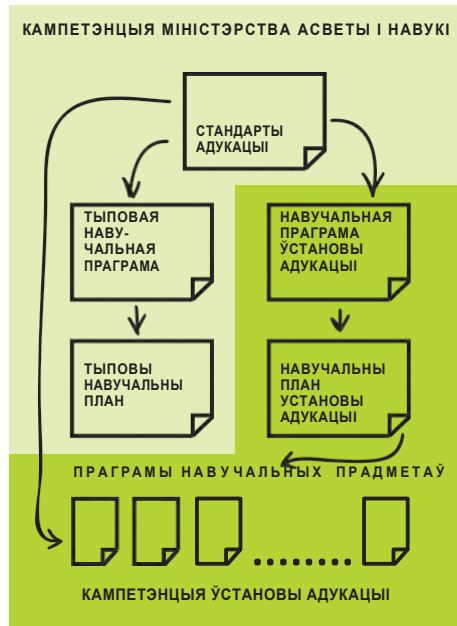 КАМПЕТЭНЦЫЯ МІНІСТЭРСТВА АСВЕТЫ І НАВУКІ
СТАНДАРТЫ
АДУКАЦЫІ
ТЫПОВАЯ
НАВУ-
ЧАЛЬНАЯ
ПРАГРАМА
НАВУЧАЛЬНАЯ
ПРАГРАМА
ЎСТАНОВЫ
АДУКАЦЫІ
ТЫПОВЫ
НАВУЧАЛЬНЫ
ПЛАН
НАВУЧАЛЬНЫ
ПЛАН
УСТАНОВЫ
АДУКАЦЫІ
ПРАГРАМЫ НАВУЧАЛЬНЫХ ПРАДМЕТАЎ
КАМПЕТЭНЦЫЯ ЎСТАНОВЫ АДУКАЦЫІ